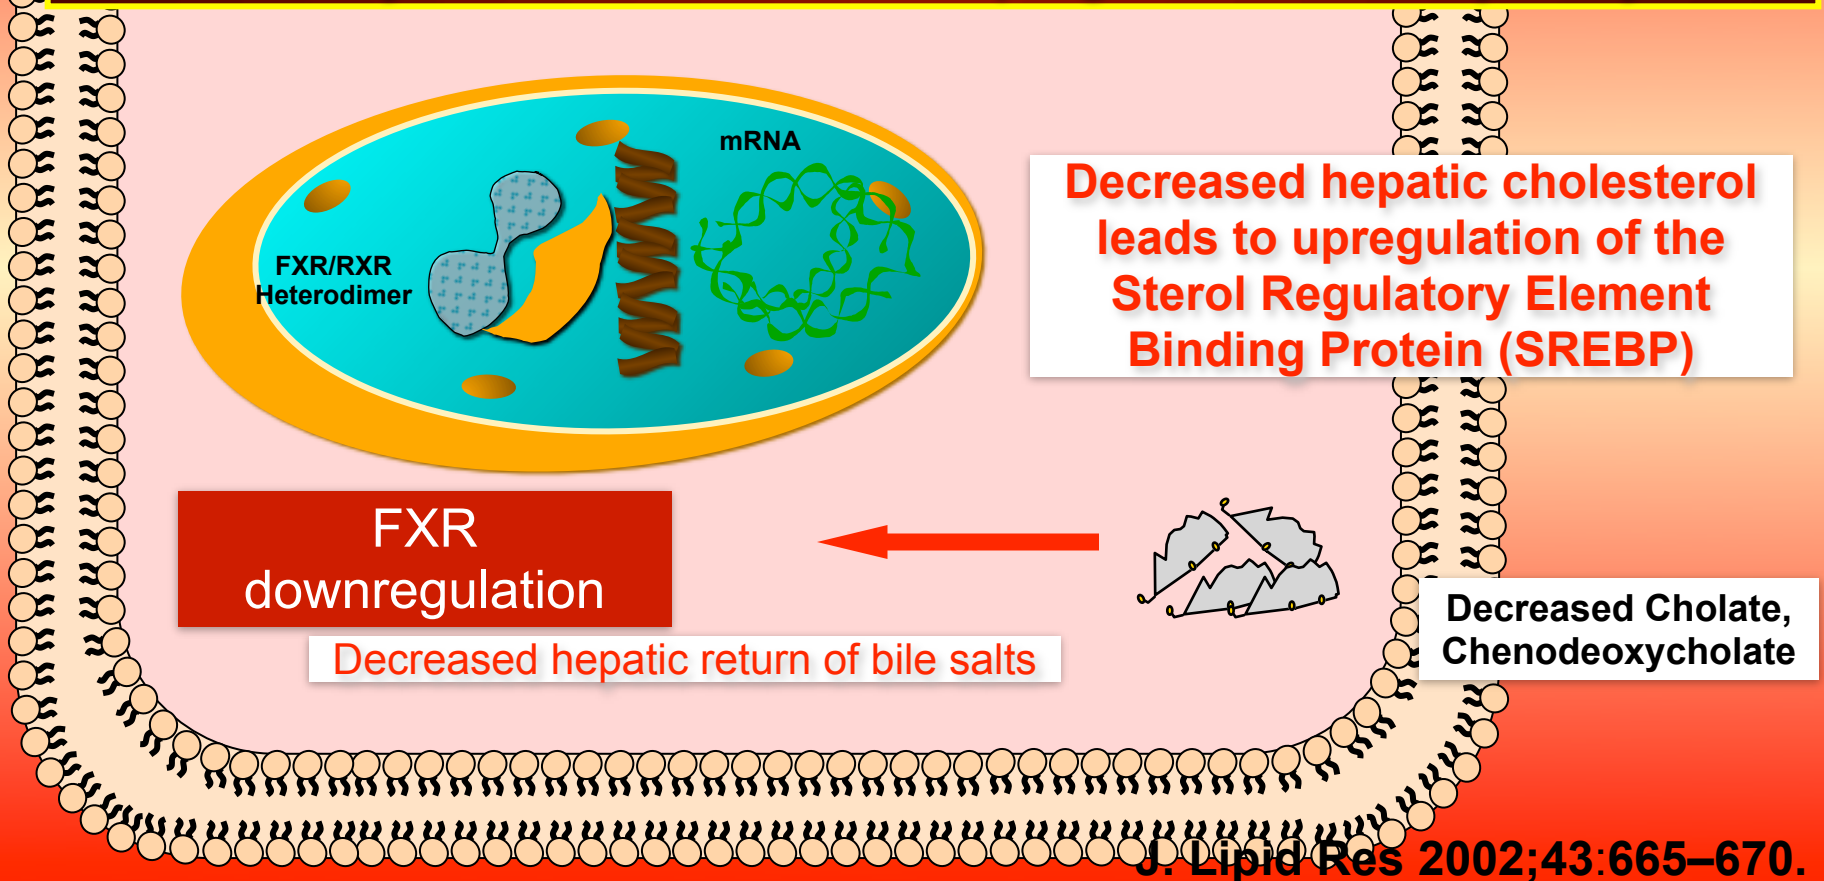 mRNA
FXR/RXR
Heterodimer
Decreased hepatic cholesterol
leads to upregulation of the
Sterol Regulatory Element
Binding Protein (SREBP)
FXR
downregulation
Decreased hepatic return of bile salts
Decreased Cholate,
Chenodeoxycholate
J. Lipid Res 2002;43:665–670.